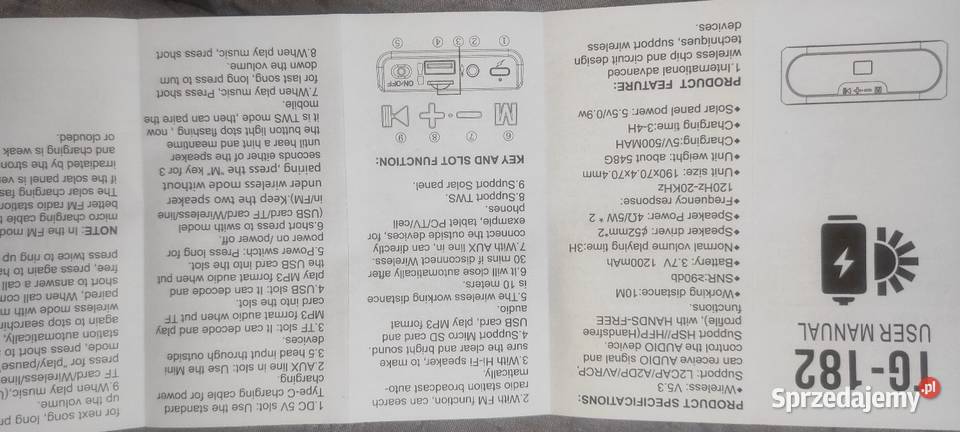 TG-182
USER MANUAL
PRODUCT SPECIFICATIONS:
◆Wireless: V5.3
Support: L2CAP/A2DP/AVRCP,
can receive AUDIO signal and
control the AUDIO device.
Support HSP//HFP(Handsfree
profile), with HANDS-FREE
functions.
◆Working distance:10M
◆SNR:≥90db
◆Battery: 3.7V 1200mAh
◆Normal volume playing time:3H
◆Speaker driver: φ52mm*2
◆Speaker Power: 4Ω/5W * 2
◆Frequency response:
120HZ-20KHz
◆Unit size: 190x70.4x70.4mm
◆Unit weight: about 548G
◆Charging:5V/500MAH
◆Charging time:3-4H
◆Solar panel power: 5.5v/0.9w
PRODUCT FEATURE:
1.International advanced
wireless chip and circuit design
techniques, support wireless
devices.
2.With FM function, can search
radio station broadcast auto-
matically.
3.With Hi-Fi speaker, to make
sure the clear and bright sound.
4.Support Micro SD card and
USB card, play MP3 format
audio.
5.The wireless working distance
is 10 meters.
6.It will close automatically after
30 mins if disconnect Wireless.
7.With AUX line in, can directly
connect the outside devices, for
example, tablet PC/TV/cell
phones.
8.Support TWS.
9.Support Solar panel.
KEY AND SLOT FUNCTION:
⑥ ⑦ ⑧ ⑨
M - +
ON-OFF
① ② ③ ④ ⑤
1.DC 5V slot: Use the standard
Type-C charging cable for power
charging.
2.AUX line in slot: Use the Mini
3.5 head input through outside
devices.
3.TF slot: It can decode and play
MP3 format audio when put TF
card into the slot.
4.USB slot: It can decode and
play MP3 format audio when put
the USB card into the slot.
5.Power switch: Press long for
power on /power off.
6.short press to swith model
(USB card/TF card/Wireless/line
in/FM).Keep the two speaker
under wireless mode without
pairing, press the "M" key for 3
seconds either of the speaker
until hear a hint and meantime
the button light stop flashing , now
it is TWS mode ,then can paire the
mobile.
7.When play music, Press short
for last song, long press to turn
down the volume.
8.When play music, press short
for next song, long pr
up the volume.
9.When play music,(U
TF card/Wireless/line
press for "play/pause
mode, press short to
station automatically,
again to stop searchin
wireless mode with m
paired, When call com
short to answer a call
free, press again to ha
press twice to ring up
NOTE: In the FM mod
micro charging cable t
better FM radio station
The solar charging fas
if the solar panel is ver
irradiated by the stron
and charging is weak
or clouded.
Sprzedajemy.pl